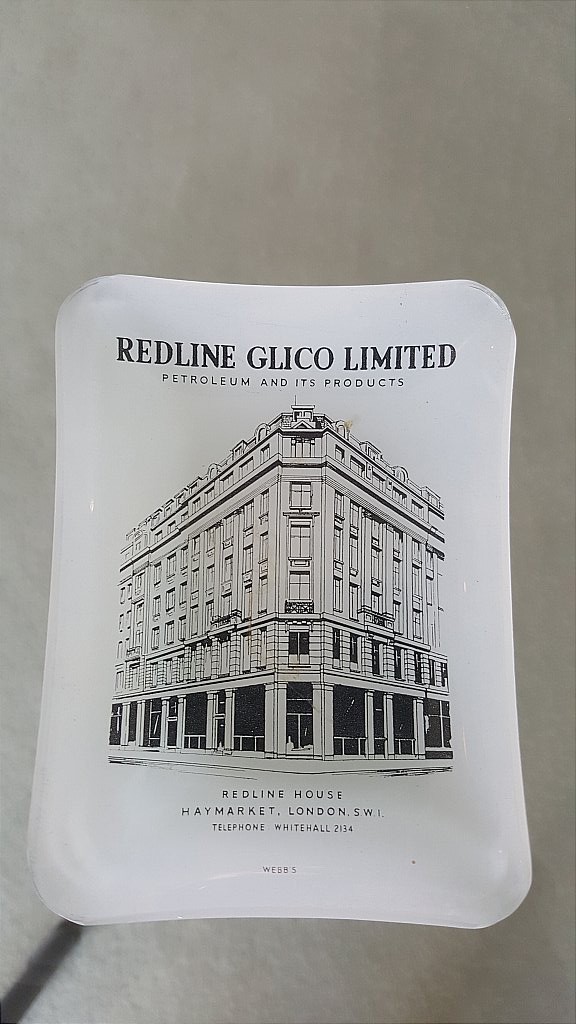 REDLINE GLICO LIMITED
PETROLEUM AND ITS PRODUCTS
REDLINE HOUSE
HAYMARKET, LONDON. S.W.1.
TELEPHONE WHITEHALL 2134
WEBB'S